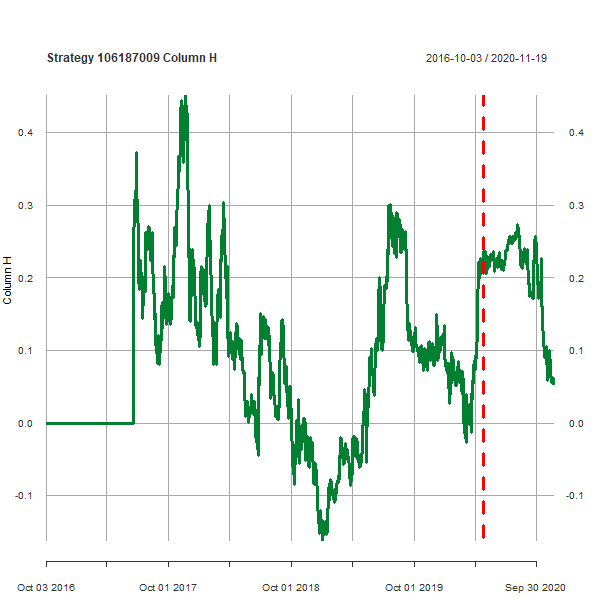 Strategy 106187009 Column H
2016-10-03 / 2020-11-19
0.4
0.4
0.3
0.3
0.2
0.2
0.1
0.1
0.0
0.0
-0.1
-0.1
Column H
Oct 03 2016
Oct 01 2017
Oct 01 2018
Oct 01 2019
Sep 30 2020